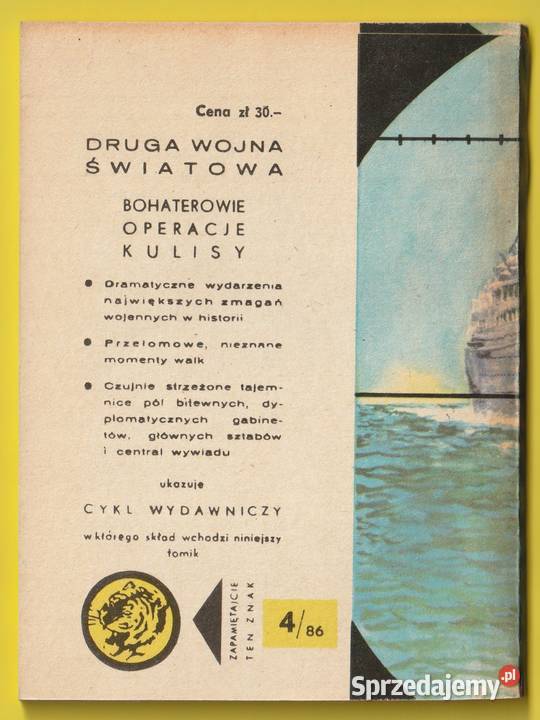 Cena zł 30.–
DRUGA WOJNA
ŚWIATOWA
BOHATEROWIE
OPERACJE
KULISY
● Dramatyczne wydarzenia
największych zmagań
wojennych w historii
● Przełomowe, nieznane
momenty walk
● Czujnie strzeżone tajem-
nice pól bitewnych, dy-
plomatycznych gabine-
tów, głównych sztabów
i central wywiadu
ukazuje
CYKL WYDAWNICZY
w którego skład wchodzi niniejszy
tomik
ZAPAMIĘTAJCIE
TEN ZNAK
4/86
Sprzedajemy.pl